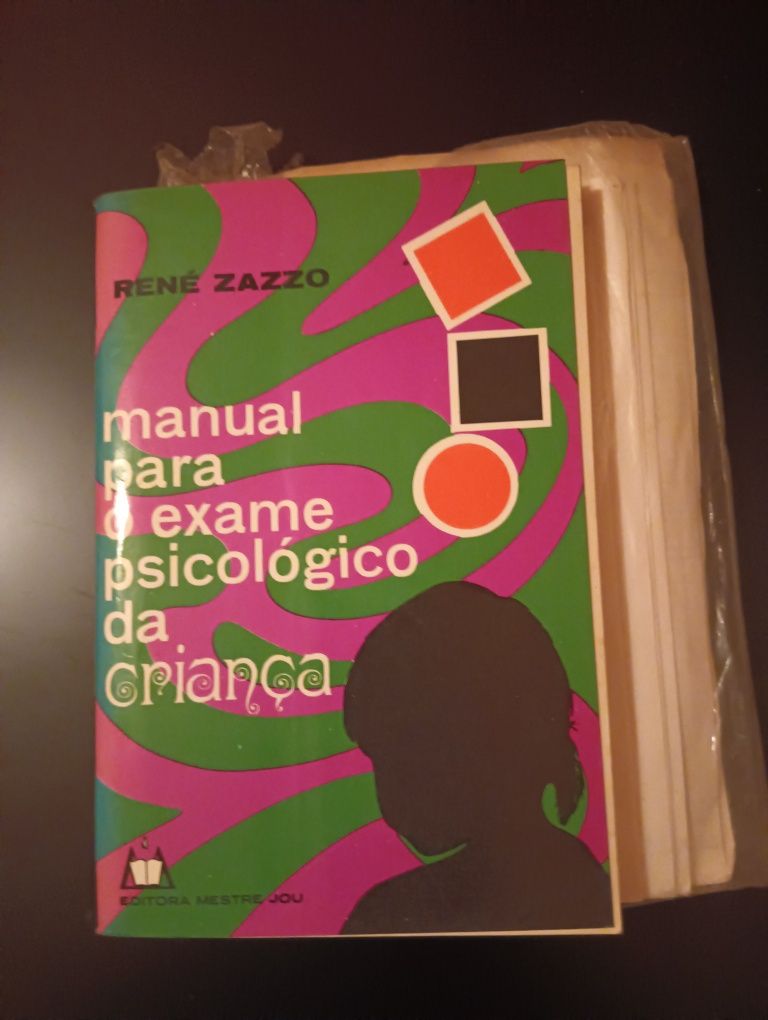 RENÉ ZAZZO
manual
para
o exame
psicológico
da
criança
EDITORA MESTRE JOU